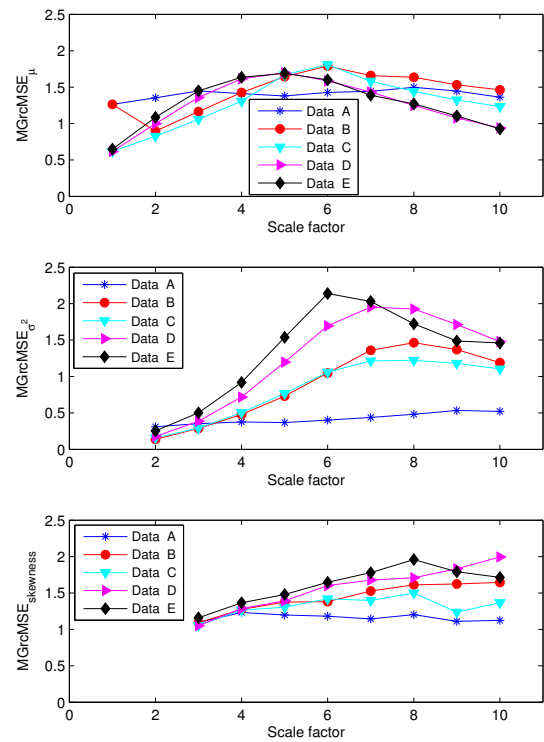 2.5
2
1.5
1
0.5
0
MGrcMSE_μ
Data A
Data B
Data C
Data D
Data E
0 2 4 6 8 10
Scale factor
2.5
2
1.5
1
0.5
0
MGrcMSE_σ²
Data A
Data B
Data C
Data D
Data E
0 2 4 6 8 10
Scale factor
2.5
2
1.5
1
0.5
0
MGrcMSE_skewness
Data A
Data B
Data C
Data D
Data E
0 2 4 6 8 10
Scale factor